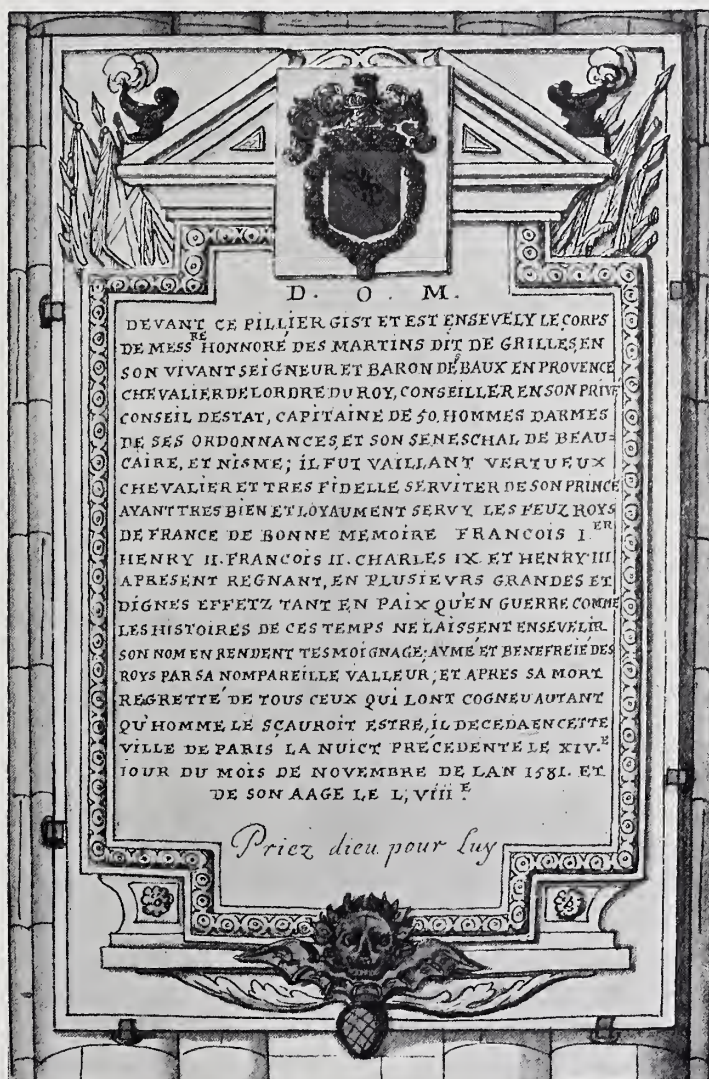 D. O. M.
DEVANT CE PILLIER GIST ET EST ENSEVELY LE CORPS
DE MESSRE HONNORÉ DES MARTINS DIT DE GRILLES, EN
SON VIVANT SEIGNEUR ET BARON DES BAUX EN PROVENCE
CHEVALIER DE LORDRE DU ROY, CONSEILLER EN SON PRIVÉ
CONSEIL DESTAT, CAPITAINE DE 50. HOMMES DARMES
DE SES ORDONNANCES, ET SON SENESCHAL DE BEAU=
CAIRE, ET NISME; IL FUT VAILLANT VERTUEUX
CHEVALIER ET TRES FIDELLE SERVITER DE SON PRINCE
AYANT TRES BIEN ET LOYAUMENT SERVY, LES FEUZ ROYS
DE FRANCE DE BONNE MEMOIRE FRANCOIS I.ER
HENRY II. FRANCOIS II. CHARLES IX. ET HENRY III.
APRESENT REGNANT, EN PLUSIEVRS GRANDES ET
DIGNES EFFETZ TANT EN PAIX QU'EN GUERRE COMME
LES HISTOIRES DE CES TEMPS NE LAISSENT ENSEVELIR
SON NOM EN RENDENT TESMOIGNAGE; AYMÉ ET BENEFREIÉ DES
ROYS PAR SA NOMPAREILLE VALLEUR; ET APRES SA MORT
REGRETTÉ DE TOUS CEUX QUI LONT COGNEU AUTANT
QU'HOMME LE SCAUROIT ESTRE, IL DECEDA EN CETTE
VILLE DE PARIS LA NUICT PRÉCEDENTE LE XIV.E
IOUR DU MOIS DE NOVEMBRE DE LAN 1581. ET
DE SON AAGE LE L, VIII E.
Priez dieu pour Luy